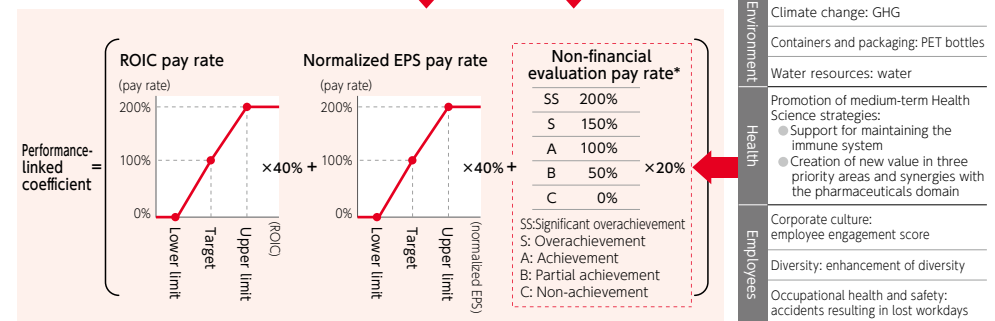 Performance-
linked
coefficient
=
ROIC pay rate
(pay rate)
200%
100%
0%
Lower limit
Target
Upper limit
(ROIC)
×40% +
Normalized EPS pay rate
(pay rate)
200%
100%
0%
Lower limit
Target
Upper limit
(normalized EPS)
×40% +
Non-financial
evaluation pay rate*
SS 200%
S 150%
A 100%
B 50%
C 0%
×20%
SS:Significant overachievement
S: Overachievement
A: Achievement
B: Partial achievement
C: Non-achievement
Environment
Climate change: GHG
Containers and packaging: PET bottles
Water resources: water
Health
Promotion of medium-term Health
Science strategies:
●Support for maintaining the
immune system
●Creation of new value in three
priority areas and synergies with
the pharmaceuticals domain
Employees
Corporate culture:
employee engagement score
Diversity: enhancement of diversity
Occupational health and safety:
accidents resulting in lost workdays